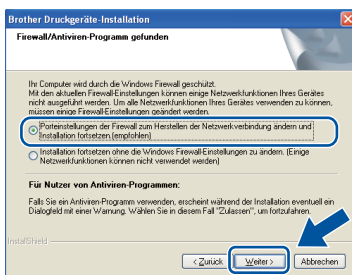 Brother Druckgeräte-Installation
Firewall/Antiviren-Programm gefunden
Ihr Computer wird durch die Windows Firewall geschützt.
Mit den aktuellen Firewall-Einstellungen können einige Netzwerkfunktionen Ihres Gerätes
nicht ausgeführt werden. Um alle Netzwerkfunktionen Ihres Gerätes verwenden zu können,
müssen einige Firewall-Einstellungen geändert werden.
Porteinstellungen der Firewall zum Herstellen der Netzwerkverbindung ändern und
Installation fortsetzen.(empfohlen)
Installation fortsetzen ohne die Windows Firewall-Einstellungen zu ändern. (Einige
Netzwerkfunktionen können nicht verwendet werden)
Für Nutzer von Antiviren-Programmen:
Falls Sie ein Antiviren-Programm verwenden, erscheint während der Installation eventuell ein
Dialogfeld mit einer Warnung. Wählen Sie in diesem Fall "Zulassen", um fortzufahren.
InstallShield
< Zurück
Weiter >
Abbrechen